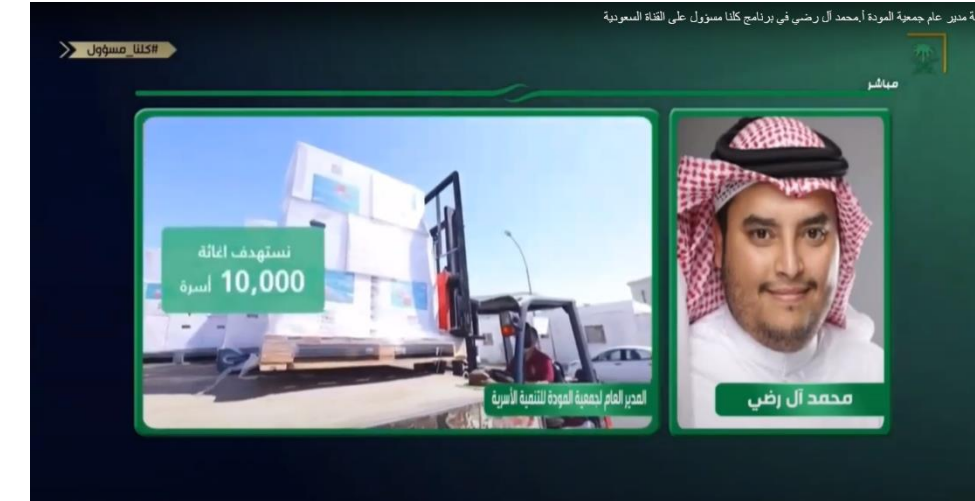 مدير عام جمعية المودة أ.محمد آل رضي في برنامج كلنا مسؤول على القناة السعودية
#كلنا_مسؤول
مباشر
نستهدف اغاثة
10,000 أسرة
المدير العام لجمعية المودة للتنمية الأسرية
محمد آل رضي